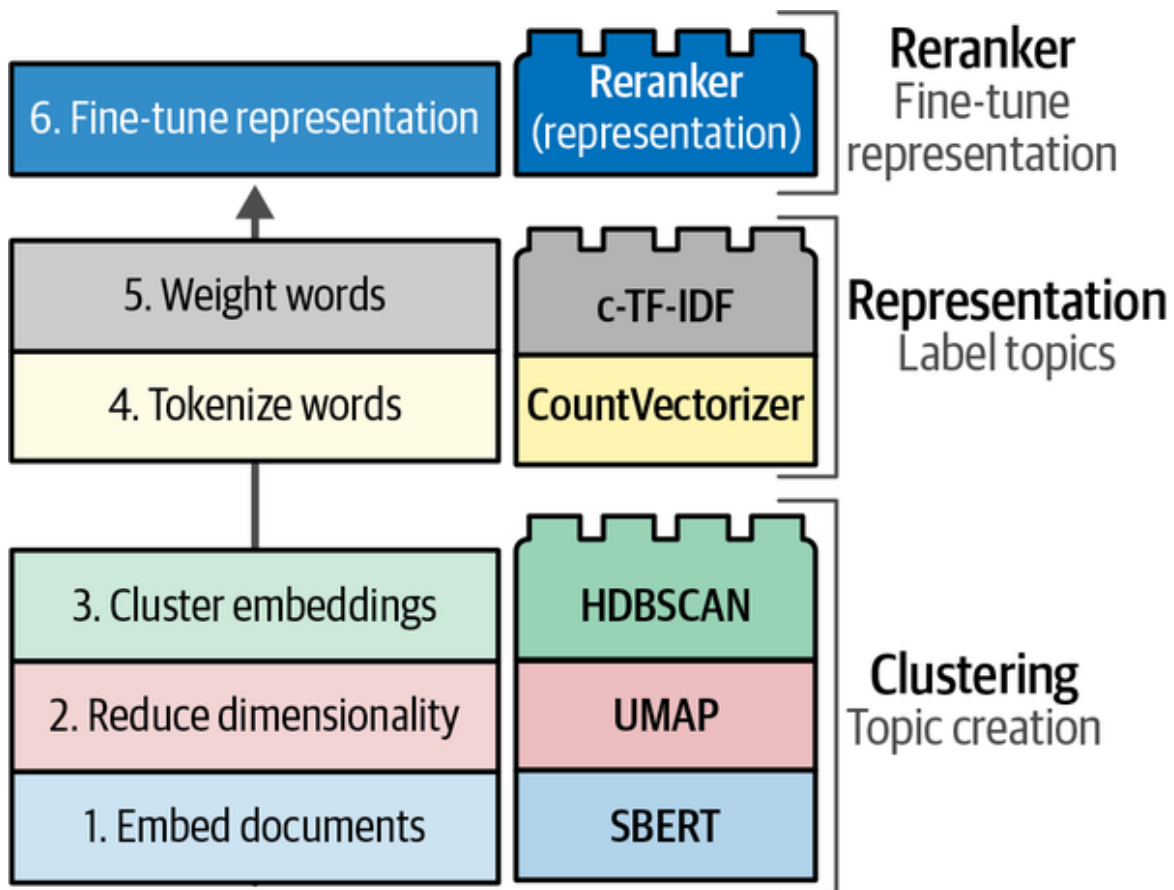 6. Fine-tune representation
Reranker
(representation)
Reranker
Fine-tune
representation
5. Weight words
c-TF-IDF
4. Tokenize words
CountVectorizer
Representation
Label topics
3. Cluster embeddings
HDBSCAN
2. Reduce dimensionality
UMAP
1. Embed documents
SBERT
Clustering
Topic creation